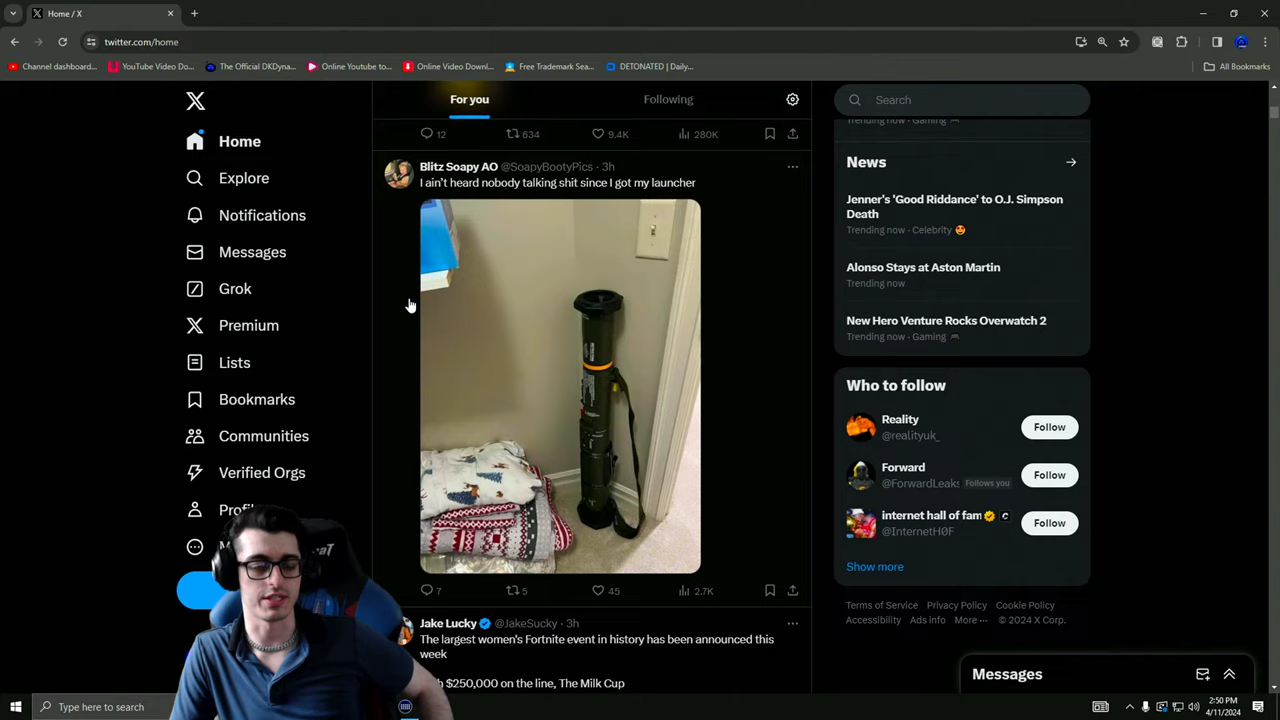 Home / X
twitter.com/home
Channel dashboard...
YouTube Video Do...
The Official DKDyna...
Online Youtube to...
Online Video Downl...
Free Trademark Sea...
DETONATED | Daily...
All Bookmarks
Home
Explore
Notifications
Messages
Grok
Premium
Lists
Bookmarks
Communities
Verified Orgs
For you
Following
12
634
9.4K
280K
Blitz Soapy AO @SoapyBootyPics · 3h
I ain't heard nobody talking shit since I got my launcher
7
5
45
2.7K
Jake Lucky @JakeSucky · 3h
The largest women's Fortnite event in history has been announced this
week
$250,000 on the line, The Milk Cup
Search
Trending now · Gaming
News
Jenner's 'Good Riddance' to O.J. Simpson
Death
Trending now · Celebrity
Alonso Stays at Aston Martin
Trending now
New Hero Venture Rocks Overwatch 2
Trending now · Gaming
Who to follow
Reality
@realityuk_
Follow
Forward
@ForwardLeaks Follows you
Follow
internet hall of fam
@InternetH0F
Follow
Show more
Terms of Service Privacy Policy Cookie Policy
Accessibility Ads info More ··· © 2024 X Corp.
Messages
Type here to search
2:50 PM
4/11/2024